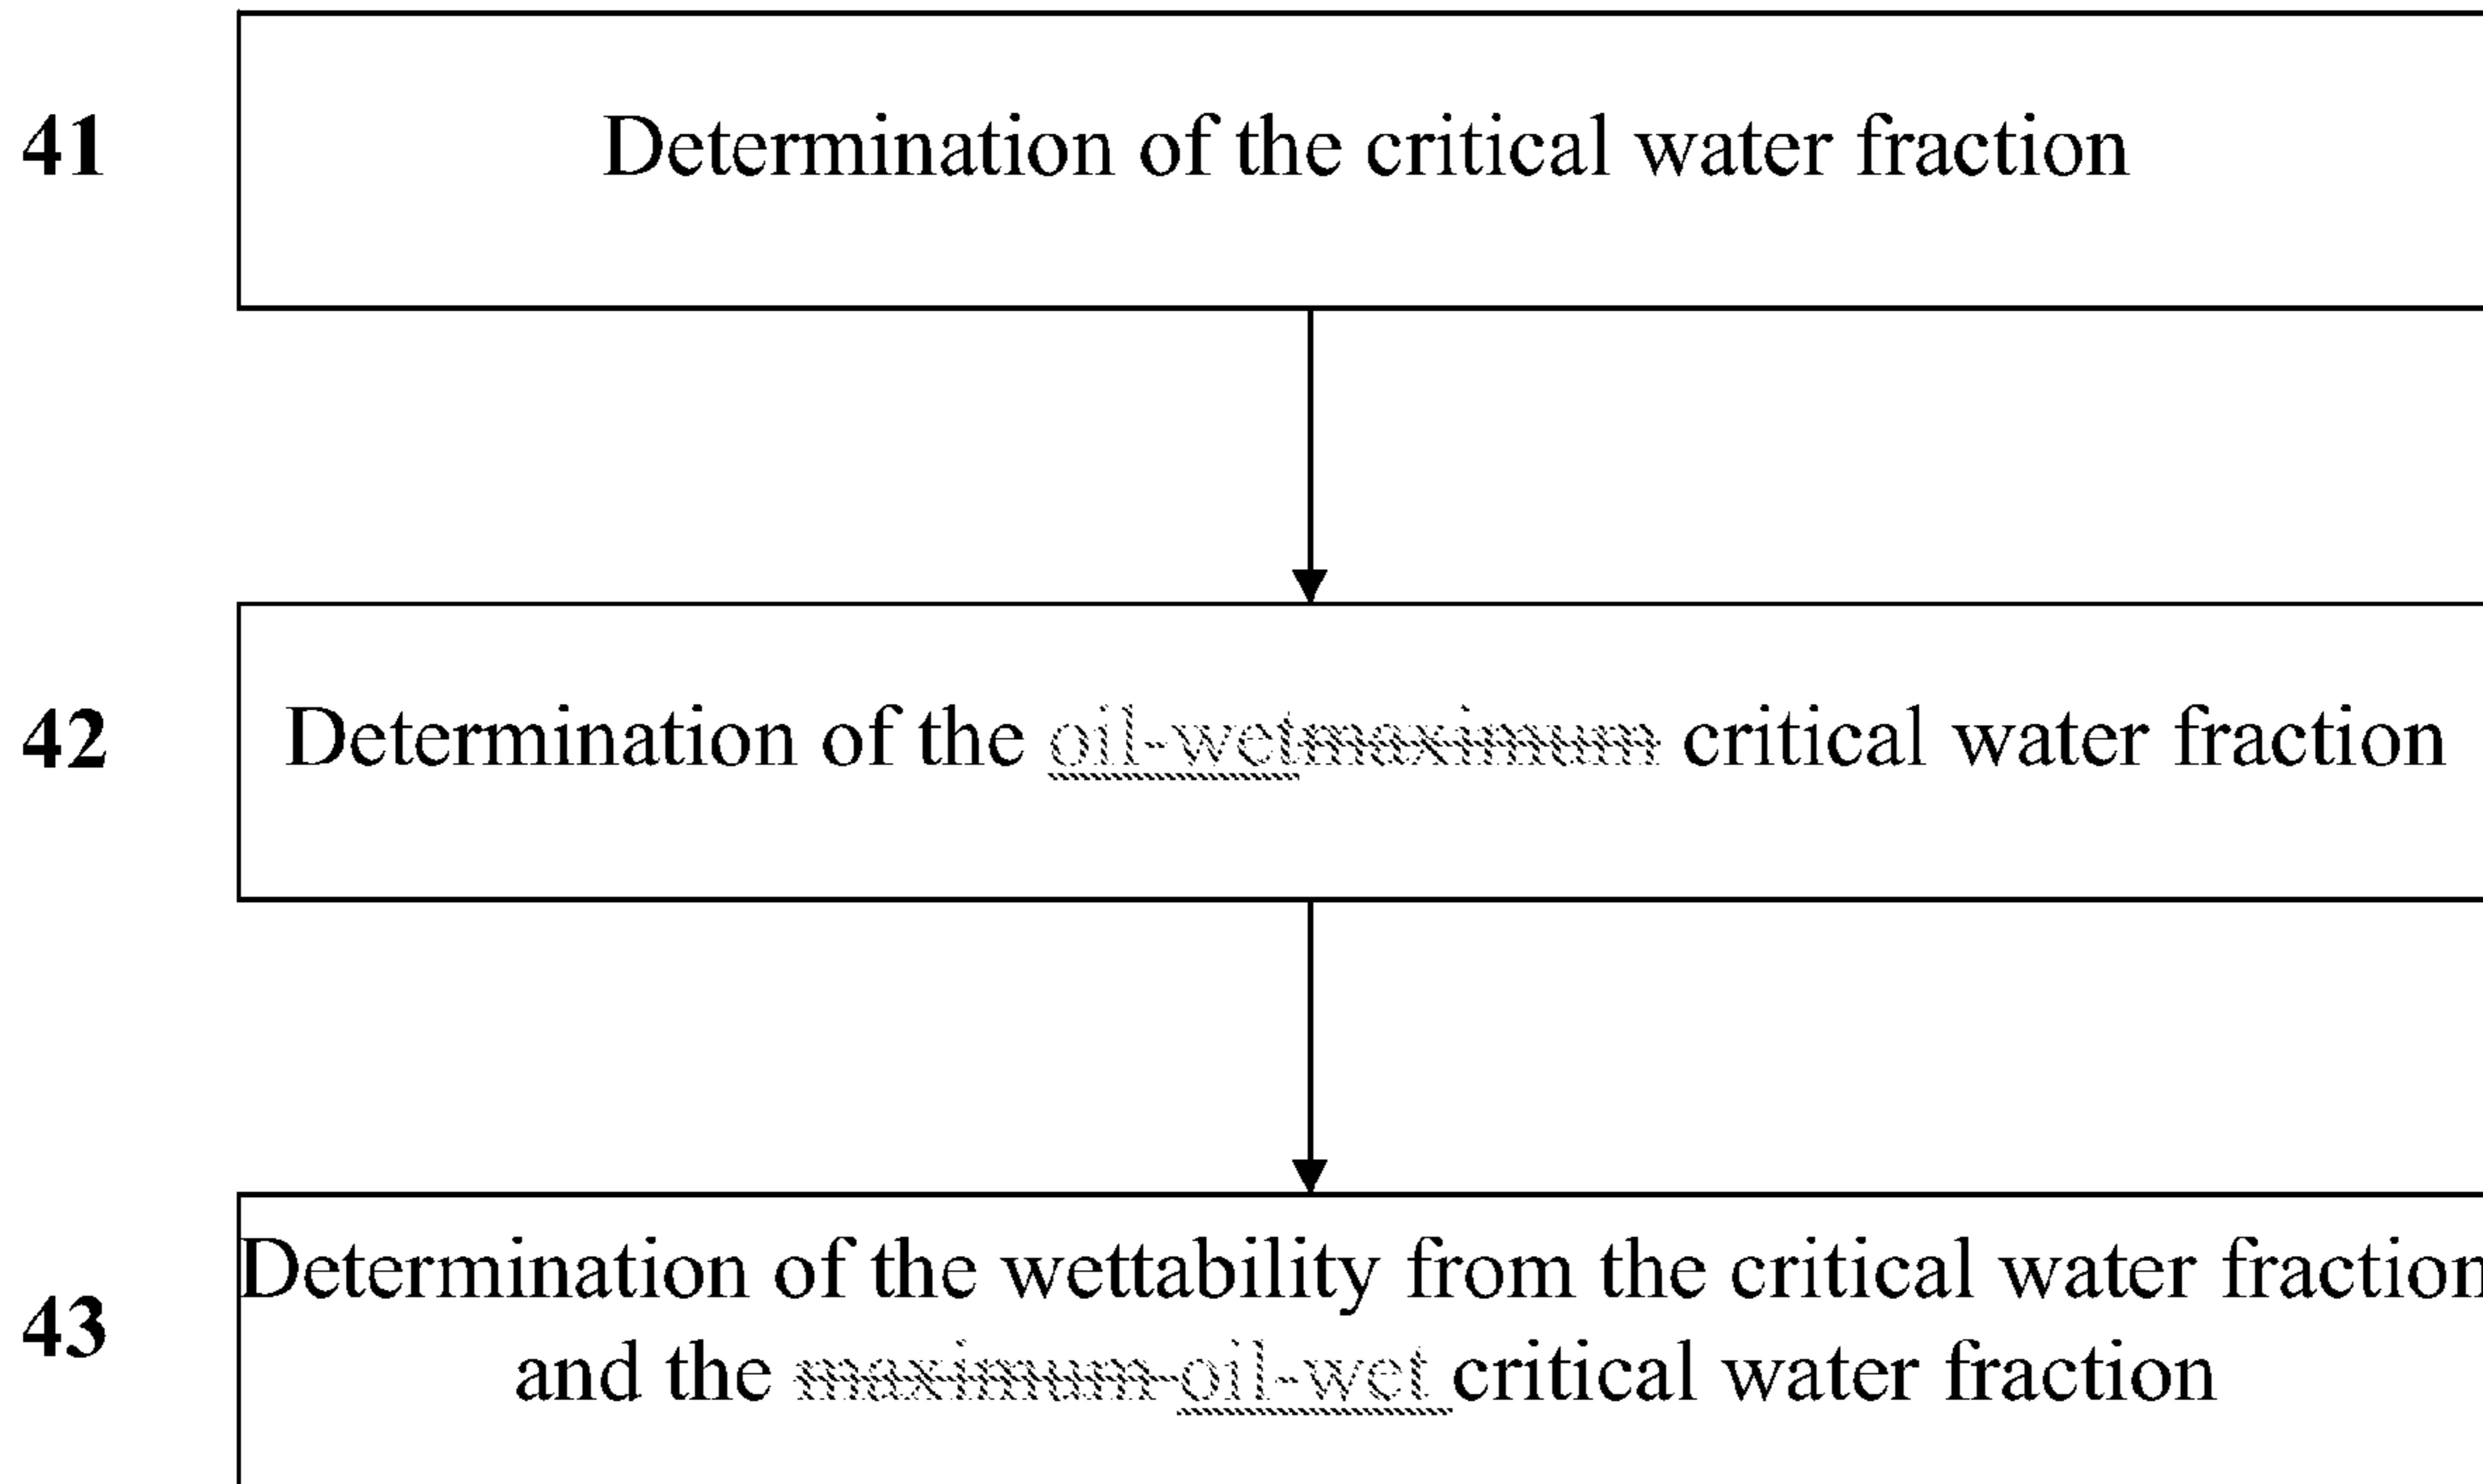 41
Determination of the critical water fraction
42
Determination of the oil-wetmaximum critical water fraction
43
Determination of the wettability from the critical water fraction
and the maximum oil-wet critical water fraction